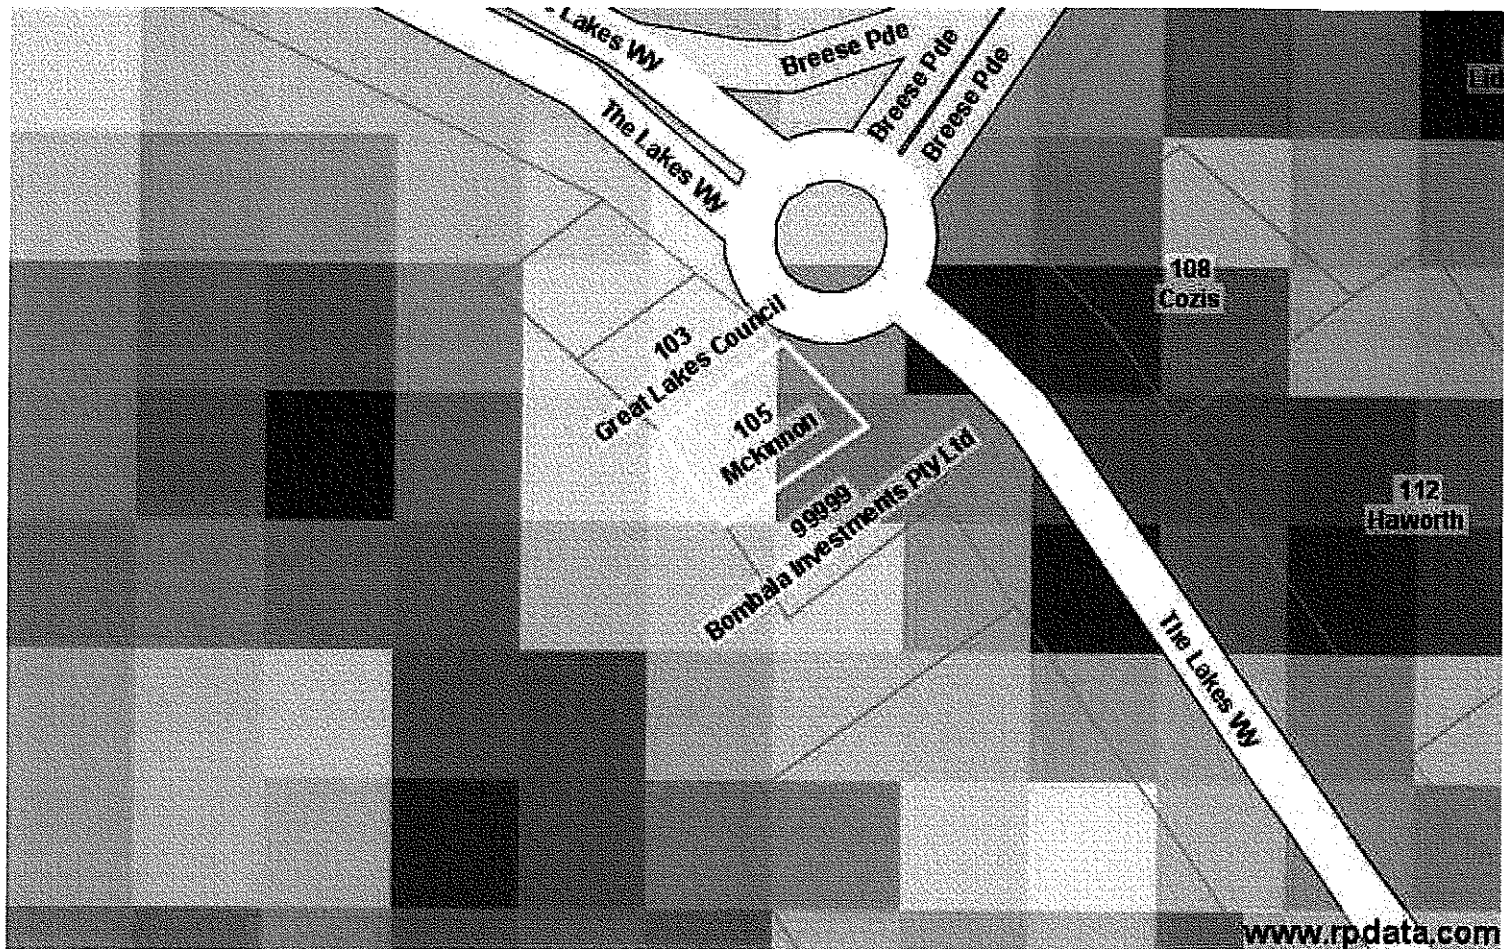 Lakes Wy
Breese Pde
Breese Pde
Breese Pde
The Lakes Wy
108
Cozis
103
Great Lakes Council
105
Mckinnon
99999
Bombala Investments Pty Ltd
112
Haworth
The Lakes Wy
www.rpdata.com